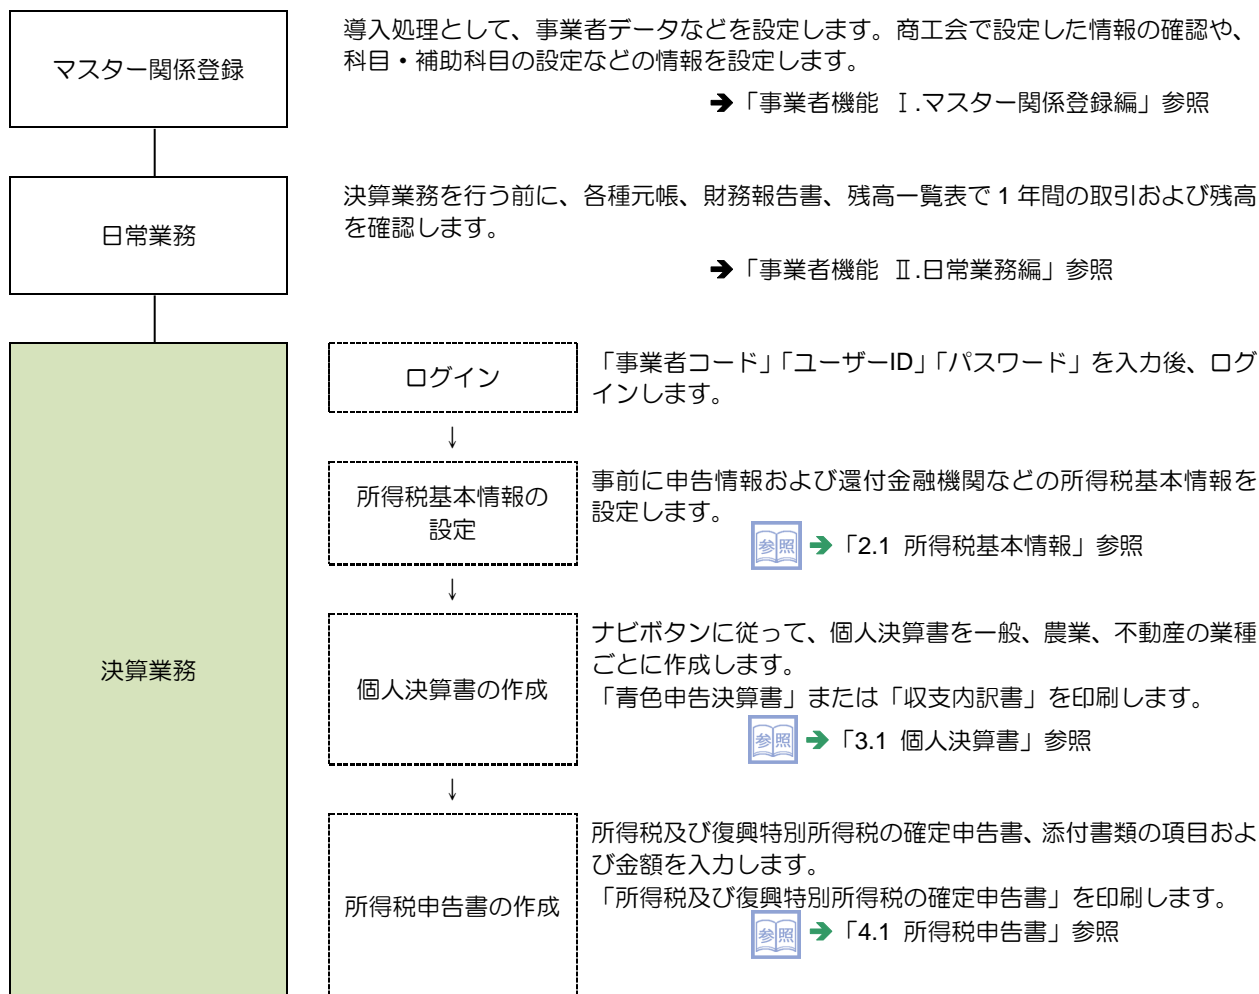 マスター関係登録
導入処理として、事業者データなどを設定します。商工会で設定した情報の確認や、
科目・補助科目の設定などの情報を設定します。
➔「事業者機能 Ⅰ.マスター関係登録編」参照
日常業務
決算業務を行う前に、各種元帳、財務報告書、残高一覧表で 1 年間の取引および残高
を確認します。
➔「事業者機能 Ⅱ.日常業務編」参照
決算業務
ログイン
「事業者コード」「ユーザーID」「パスワード」を入力後、ログ
インします。
↓
所得税基本情報の
設定
事前に申告情報および還付金融機関などの所得税基本情報を
設定します。
参照 ➔「2.1 所得税基本情報」参照
↓
個人決算書の作成
ナビボタンに従って、個人決算書を一般、農業、不動産の業種
ごとに作成します。
「青色申告決算書」または「収支内訳書」を印刷します。
参照 ➔「3.1 個人決算書」参照
↓
所得税申告書の作成
所得税及び復興特別所得税の確定申告書、添付書類の項目およ
び金額を入力します。
「所得税及び復興特別所得税の確定申告書」を印刷します。
参照 ➔「4.1 所得税申告書」参照